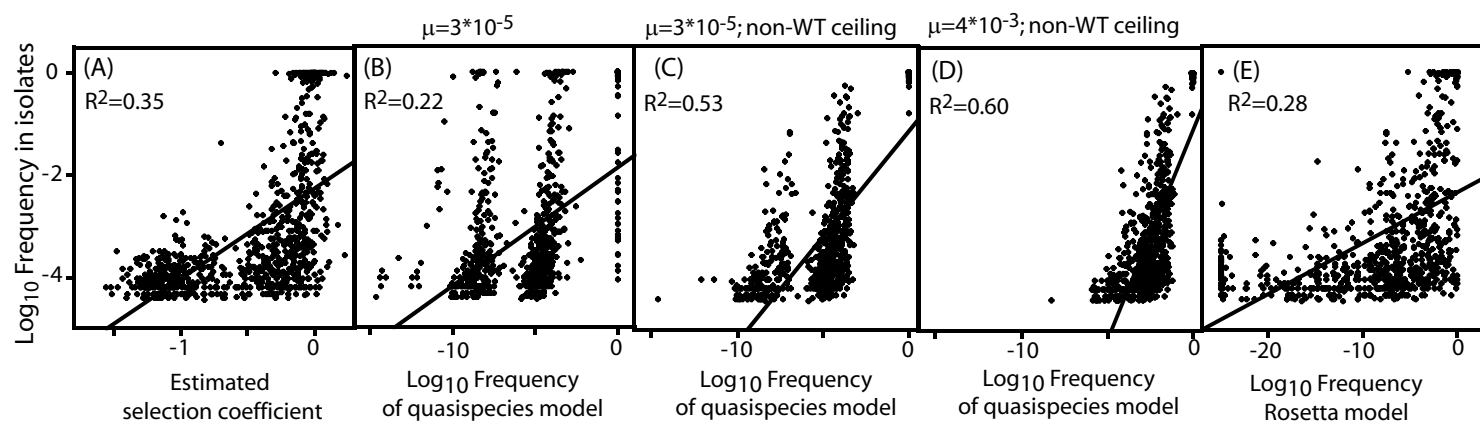 μ=3*10-5
μ=3*10-5; non-WT ceiling
μ=4*10-3; non-WT ceiling
Log10 Frequency in isolates
0
-2
-4
(A)
R2=0.35
(B)
R2=0.22
(C)
R2=0.53
(D)
R2=0.60
(E)
R2=0.28
-1
0
-10
0
-10
0
-10
0
-20
-10
0
Estimated
selection coefficient
Log10 Frequency
of quasispecies model
Log10 Frequency
of quasispecies model
Log10 Frequency
of quasispecies model
Log10 Frequency
Rosetta model